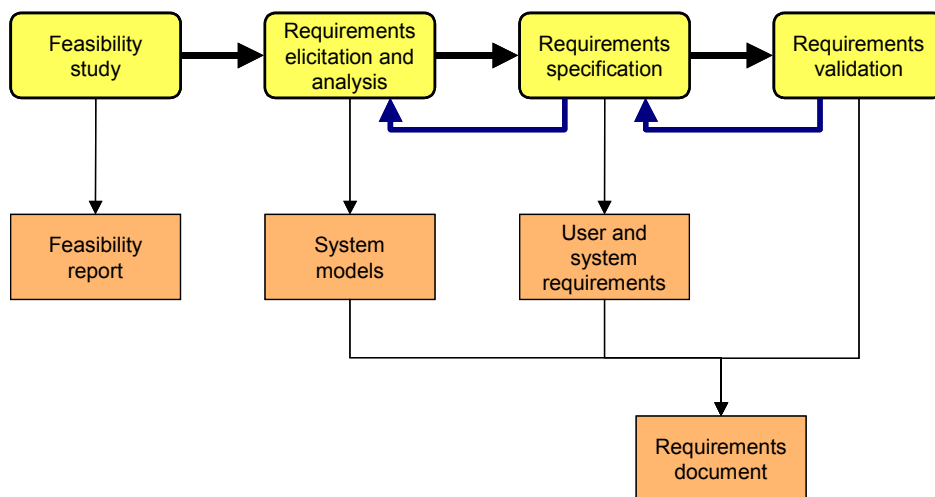 Feasibility
study
Requirements
elicitation and
analysis
Requirements
specification
Requirements
validation
Feasibility
report
System
models
User and
system
requirements
Requirements
document